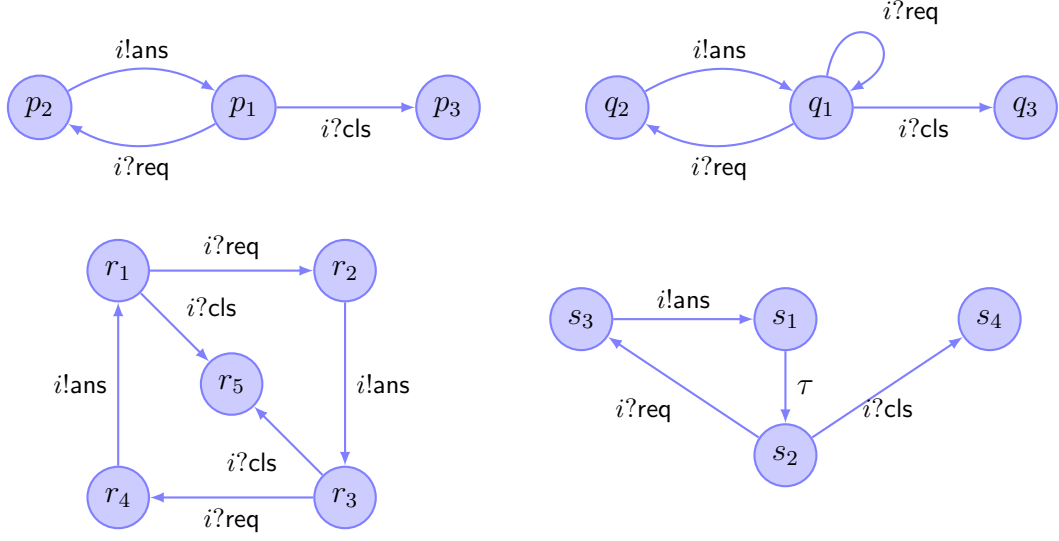 i!ans
p₂ p₁ p₃
i?cls
i?req
i?req
i!ans
q₂ q₁ q₃
i?cls
i?req
r₁ i?req r₂
i?cls
r₅
i!ans i!ans
i?cls
r₄ i?req r₃
s₃ i!ans s₁ s₄
τ
i?req i?cls
s₂